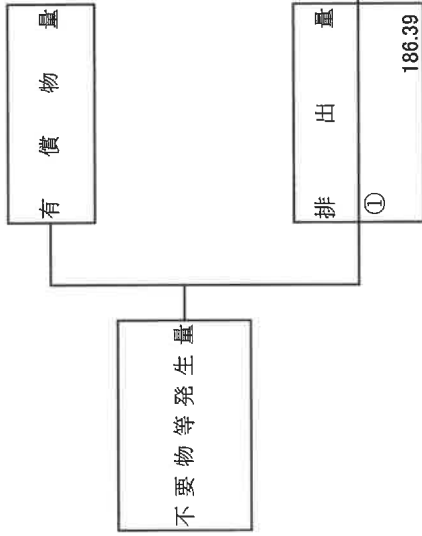 有償物量
不要物等発生量
排出量
①
186.39